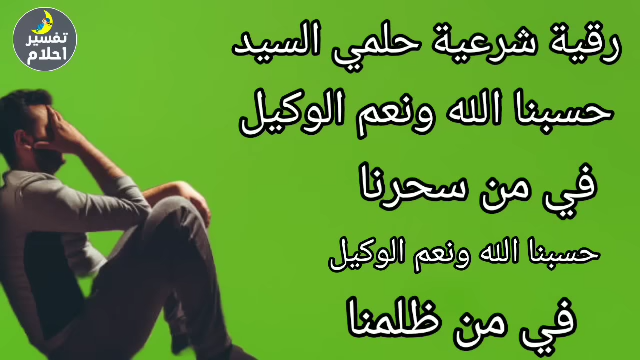 تفسير
احلام
رقية شرعية حلمي السيد
حسبنا الله ونعم الوكيل
في من سحرنا
حسبنا الله ونعم الوكيل
في من ظلمنا